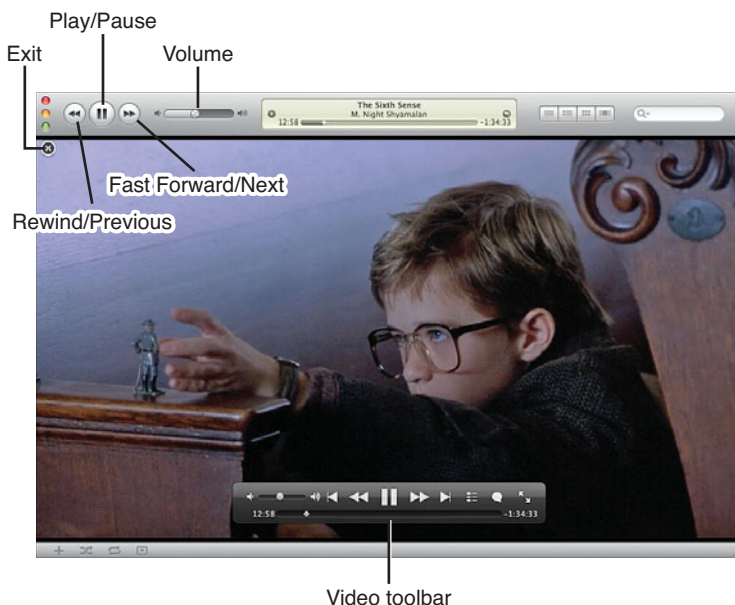 Play/Pause
Exit
Volume
The Sixth Sense
M. Night Shyamalan
12:58
-1:34:33
Fast Forward/Next
Rewind/Previous
12:58
-1:34:33
Video toolbar